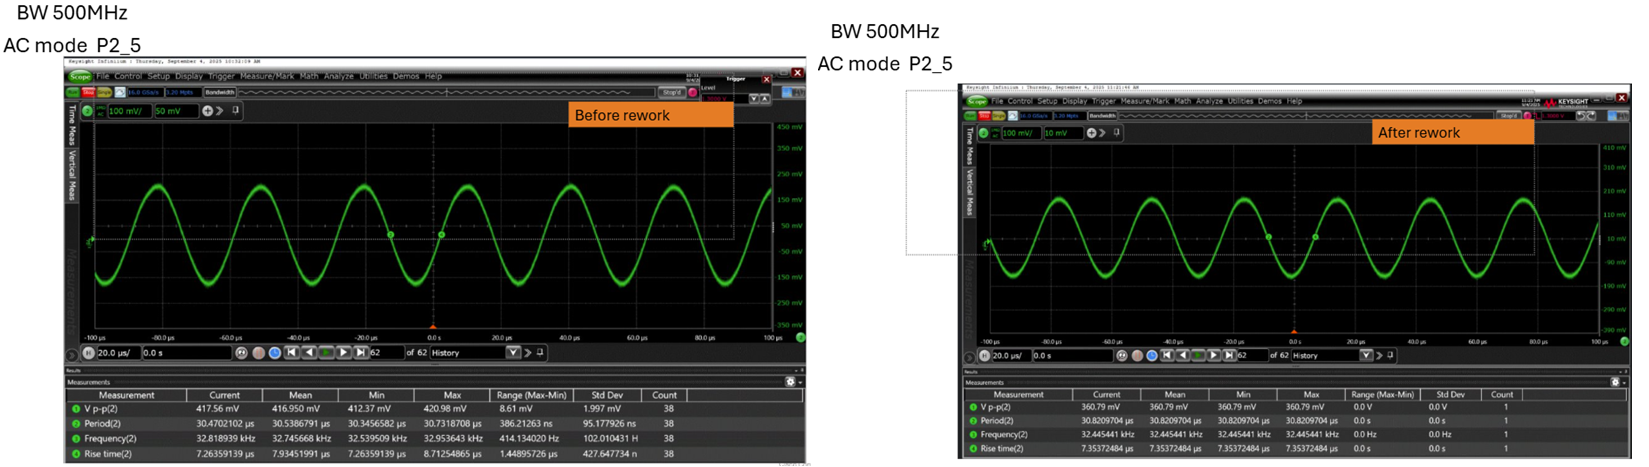 BW 500MHz
AC mode P2_5
Keysight Infiniium : Thursday, September 4, 2025 10:32:09 AM
Scope File Control Setup Display Trigger Measure/Mark Math Analyze Utilities Demos Help
Trigger
Level
16.0 GSa/s 3.20 Mpts Bandwidth
Stop'd
100 mV/ 50 mV
Before rework
Time Meas
Vertical Meas
Measurements
450 mV
350 mV
250 mV
150 mV
50 mV
-50 mV
-150 mV
-250 mV
-350 mV
-100 µs -80.0 µs -60.0 µs -40.0 µs -20.0 µs 0.0 s 20.0 µs 40.0 µs 60.0 µs 80.0 µs 100 µs
H 20.0 µs/ 0.0 s 62 of 62 History
Results
Measurements
Measurement Current Mean Min Max Range (Max-Min) Std Dev Count
V p-p(2) 417.56 mV 416.950 mV 412.37 mV 420.98 mV 8.61 mV 1.997 mV 38
Period(2) 30.4702102 µs 30.5386791 µs 30.3456582 µs 30.7318708 µs 386.21263 ns 95.177926 ns 38
Frequency(2) 32.818939 kHz 32.745668 kHz 32.539509 kHz 32.953643 kHz 414.134020 Hz 102.010431 H 38
Rise time(2) 7.26359139 µs 7.93451991 µs 7.26359139 µs 8.71254865 µs 1.44895726 µs 427.647734 n 38
BW 500MHz
AC mode P2_5
Keysight Infiniium : Thursday, September 4, 2025 11:21:40 AM
Scope File Control Setup Display Trigger Measure/Mark Math Analyze Utilities Demos Help
KEYSIGHT
TECHNOLOGIES
16.0 GSa/s 3.20 Mpts Bandwidth
Stop'd
100 mV/ 10 mV
After rework
Time Meas
Vertical Meas
Measurements
410 mV
310 mV
210 mV
110 mV
10 mV
-90 mV
-190 mV
-290 mV
-390 mV
-100 µs -80.0 µs -60.0 µs -40.0 µs -20.0 µs 0.0 s 20.0 µs 40.0 µs 60.0 µs 80.0 µs 100 µs
H 20.0 µs/ 0.0 s 62 of 62 History
Results
Measurements
Measurement Current Mean Min Max Range (Max-Min) Std Dev Count
V p-p(2) 360.79 mV 360.79 mV 360.79 mV 360.79 mV 0.0 V 0.0 V 1
Period(2) 30.8209704 µs 30.8209704 µs 30.8209704 µs 30.8209704 µs 0.0 s 0.0 s 1
Frequency(2) 32.445441 kHz 32.445441 kHz 32.445441 kHz 32.445441 kHz 0.0 Hz 0.0 Hz 1
Rise time(2) 7.35372484 µs 7.35372484 µs 7.35372484 µs 7.35372484 µs 0.0 s 0.0 s 1